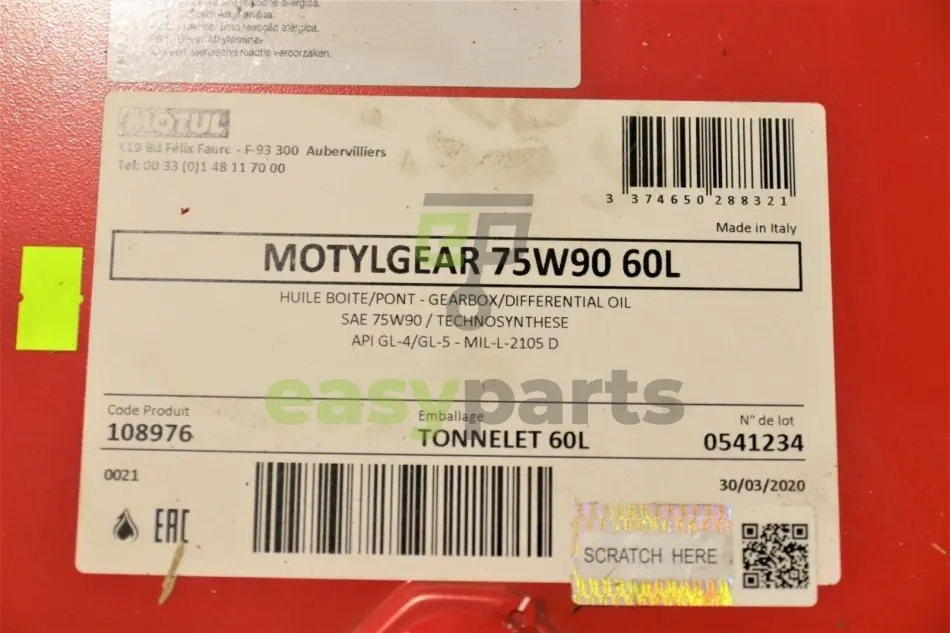 MOTUL
119 Bd Félix Faure - F-93 300 Aubervilliers
Tel: 00 33 (0)1 48 11 70 00
3 374650 288321
Made in Italy
MOTYLGEAR 75W90 60L
HUILE BOITE/PONT - GEARBOX/DIFFERENTIAL OIL
SAE 75W90 / TECHNOSYNTHESE
API GL-4/GL-5 - MIL-L-2105 D
easyparts
Code Produit
108976
Emballage
TONNELET 60L
N° de lot
0541234
0021
30/03/2020
EAC
SCRATCH HERE